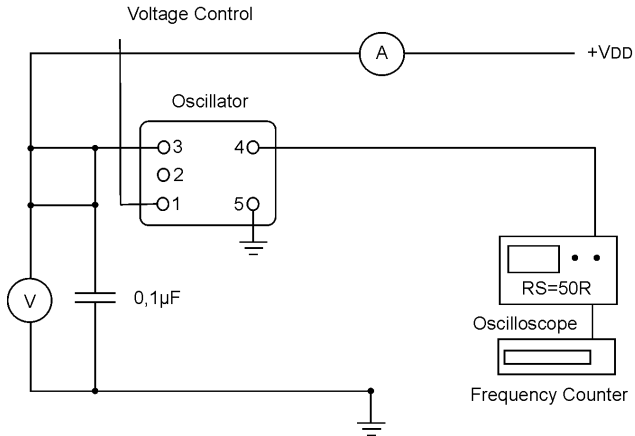 Voltage Control
A
+VDD
Oscillator
3
4
2
1
5
V
0,1µF
RS=50R
Oscilloscope
Frequency Counter